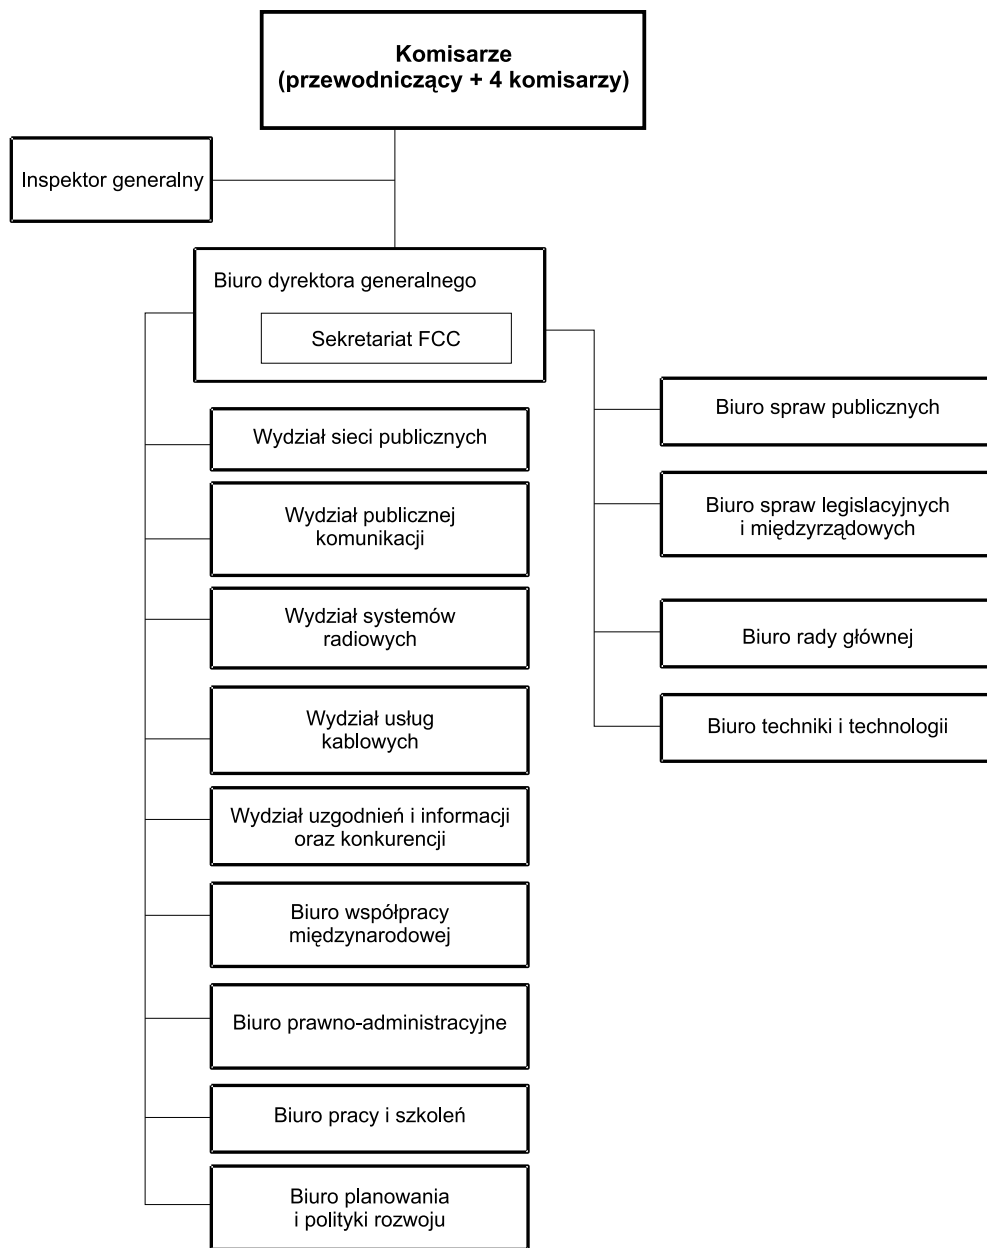 Komisarze
(przewodniczący + 4 komisarzy)
Inspektor generalny
Biuro dyrektora generalnego
Sekretariat FCC
Wydział sieci publicznych
Wydział publicznej
komunikacji
Wydział systemów
radiowych
Wydział usług
kablowych
Wydział uzgodnień i informacji
oraz konkurencji
Biuro współpracy
międzynarodowej
Biuro prawno-administracyjne
Biuro pracy i szkoleń
Biuro planowania
i polityki rozwoju
Biuro spraw publicznych
Biuro spraw legislacyjnych
i międzyrządowych
Biuro rady głównej
Biuro techniki i technologii